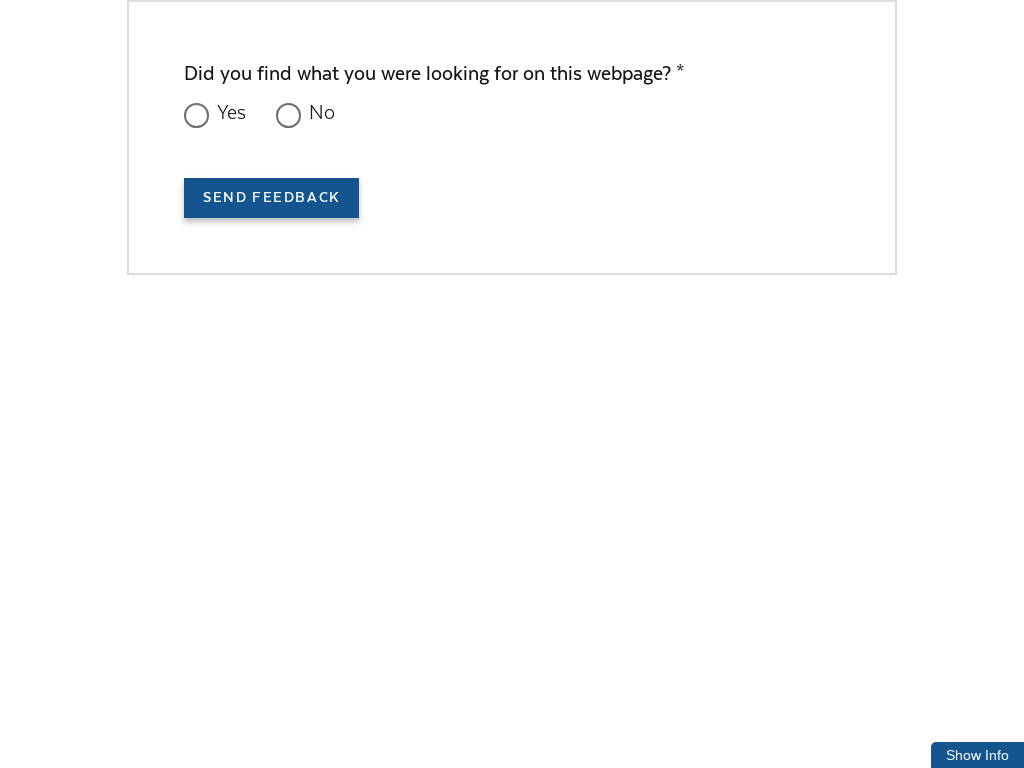 Did you find what you were looking for on this webpage? *
Yes No
SEND FEEDBACK
Show Info